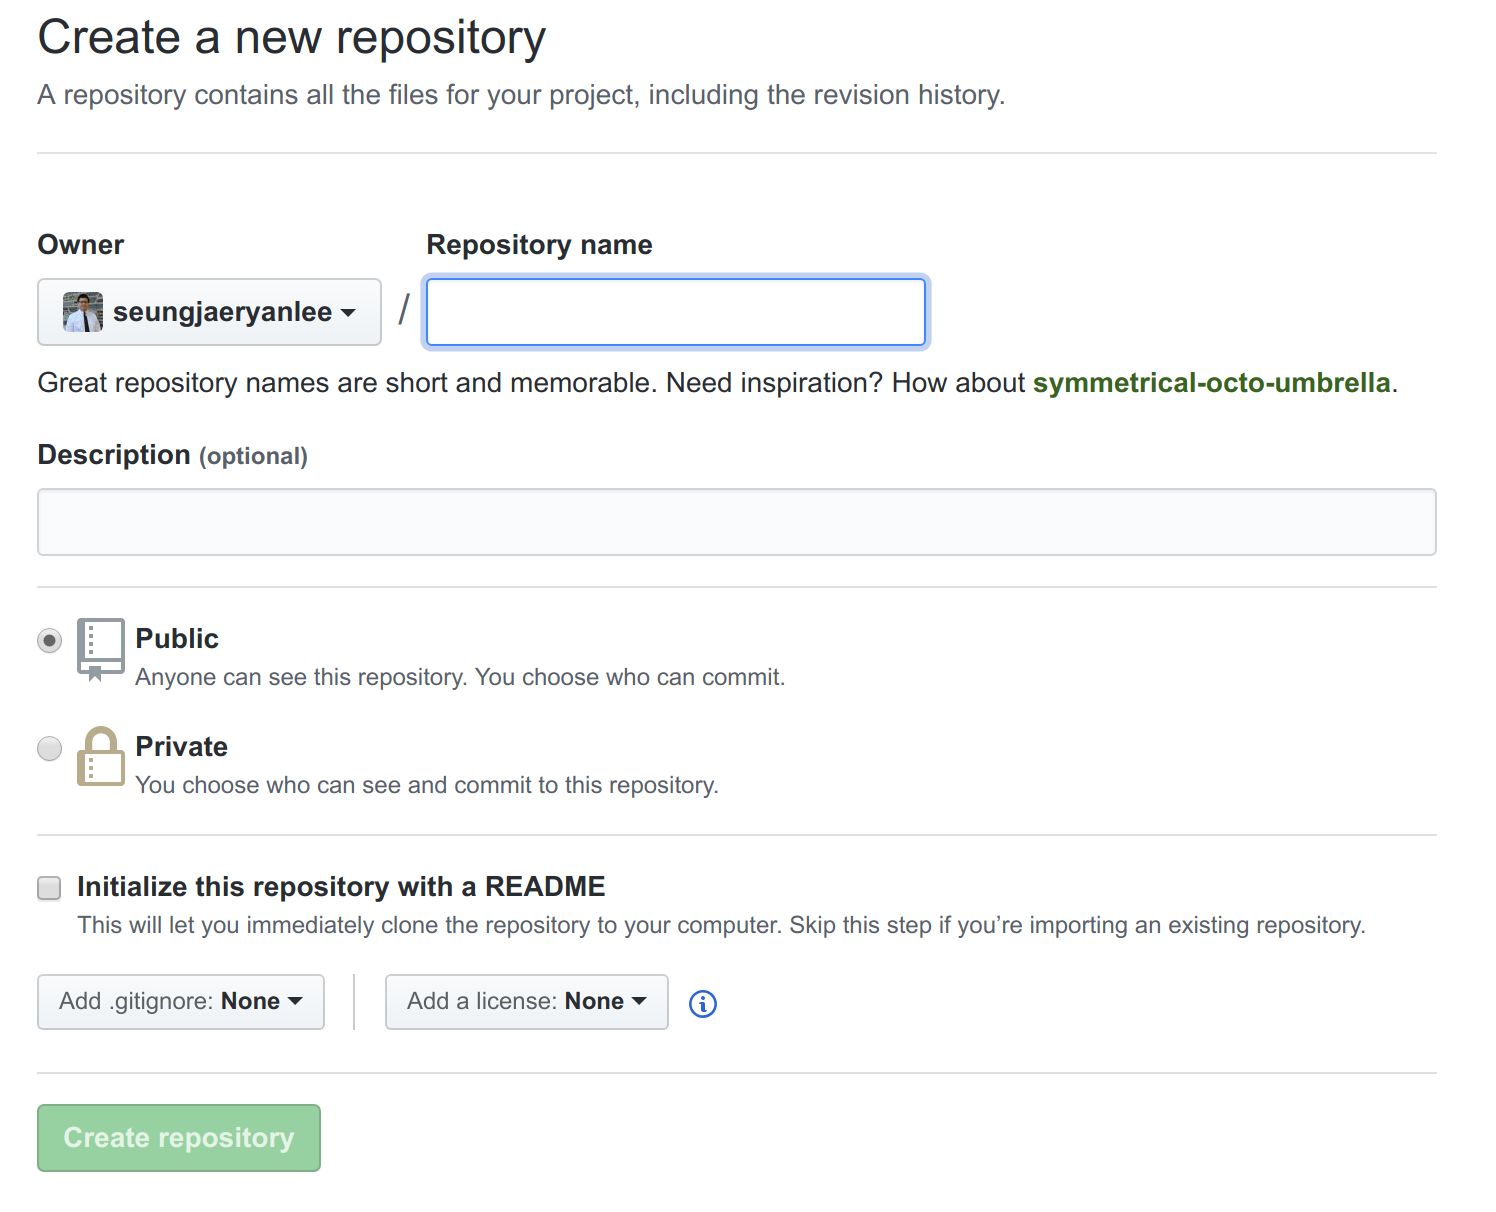 Create a new repository
A repository contains all the files for your project, including the revision history.
Owner
Repository name
seungjaeryanlee
/
Great repository names are short and memorable. Need inspiration? How about symmetrical-octo-umbrella.
Description (optional)
Public
Anyone can see this repository. You choose who can commit.
Private
You choose who can see and commit to this repository.
Initialize this repository with a README
This will let you immediately clone the repository to your computer. Skip this step if you’re importing an existing repository.
Add .gitignore: None
Add a license: None
Create repository